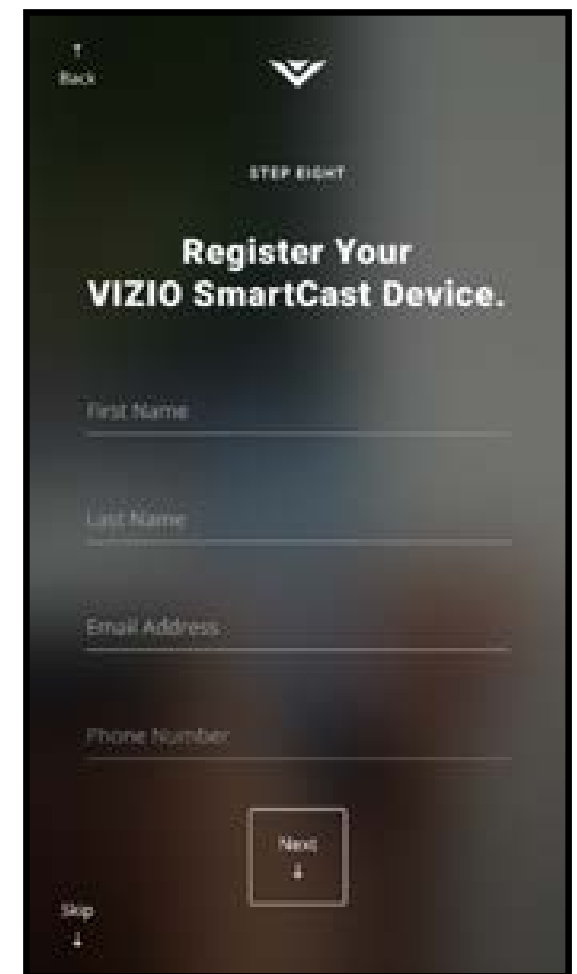 ↑
Back
STEP EIGHT
Register Your
VIZIO SmartCast Device.
First Name
Last Name
Email Address
Phone Number
Next
↓
Skip
↓